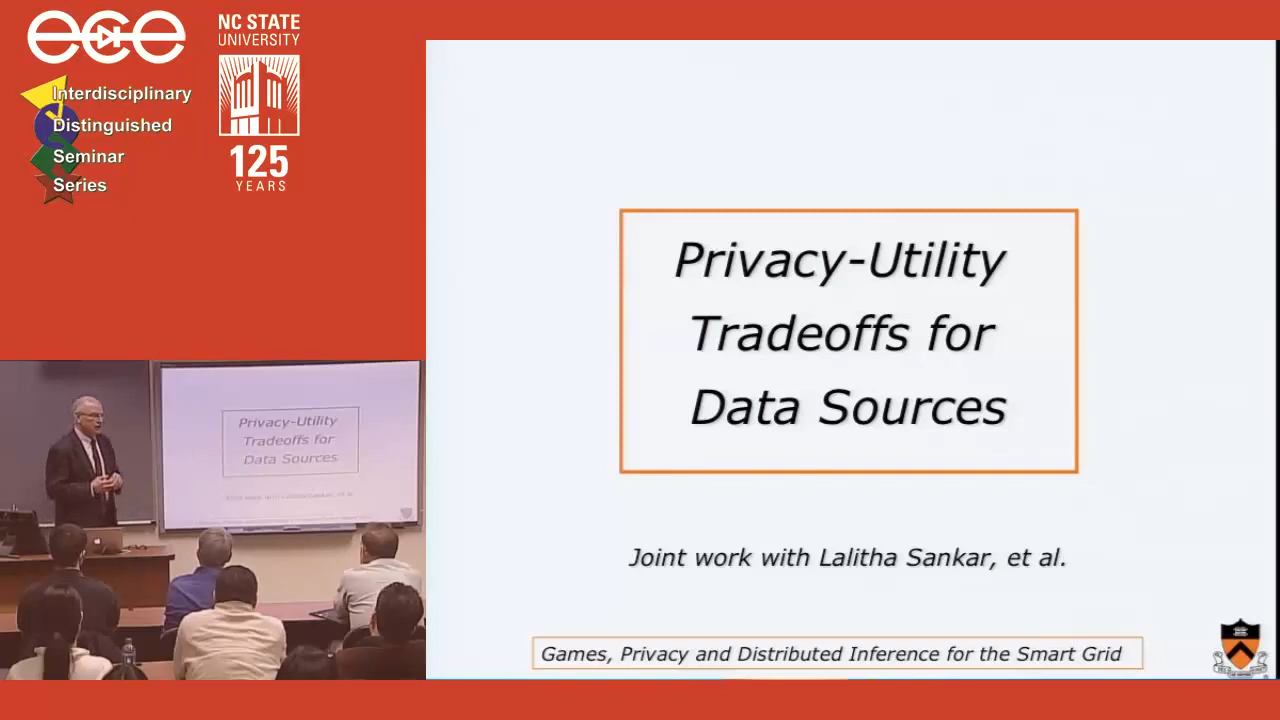 ece
NC STATE
UNIVERSITY
Interdisciplinary
Distinguished
Seminar
Series
125
YEARS
Privacy-Utility
Tradeoffs for
Data Sources
Joint work with Lalitha Sankar, et al.
Games, Privacy and Distributed Inference for the Smart Grid
Privacy-Utility
Tradeoffs for
Data Sources